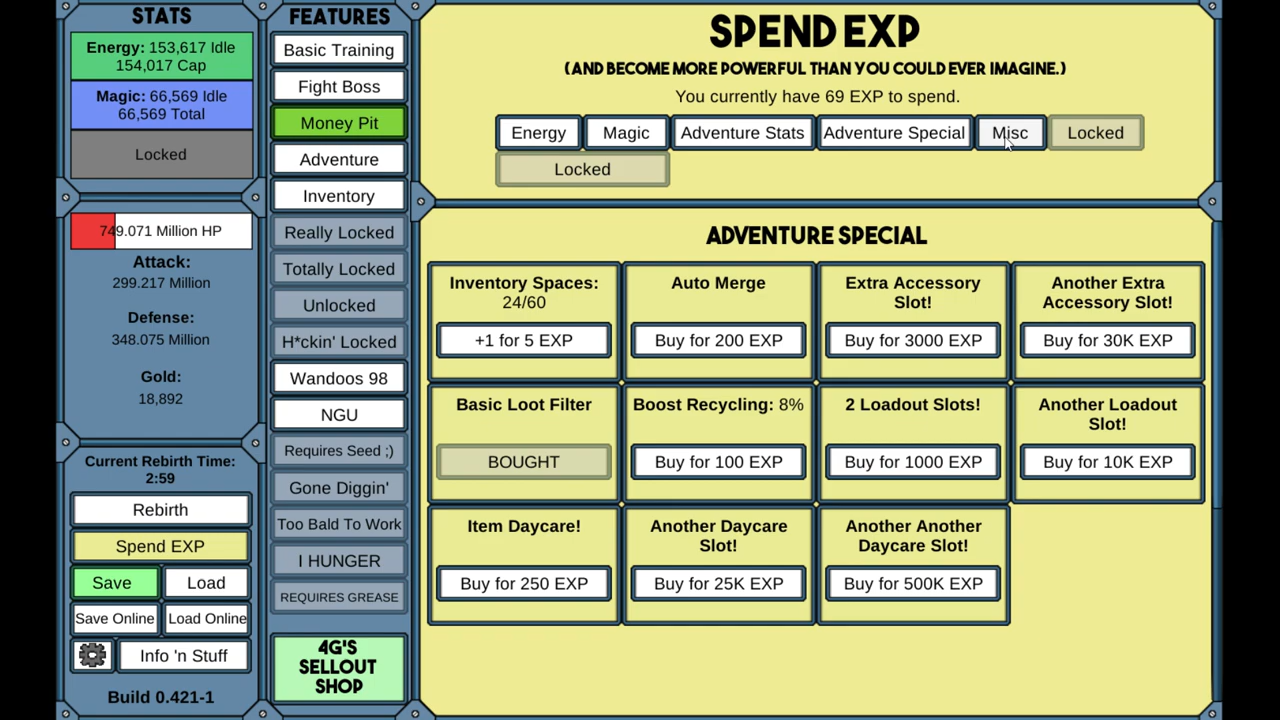 STATS
Energy: 153,617 Idle
154,017 Cap
Magic: 66,569 Idle
66,569 Total
Locked
749.071 Million HP
Attack:
299.217 Million
Defense:
348.075 Million
Gold:
18,892
Current Rebirth Time:
2:59
Rebirth
Spend EXP
Save
Load
Save Online
Load Online
Info 'n Stuff
Build 0.421-1
FEATURES
Basic Training
Fight Boss
Money Pit
Adventure
Inventory
Really Locked
Totally Locked
Unlocked
H*ckin' Locked
Wandoos 98
NGU
Requires Seed ;)
Gone Diggin'
Too Bald To Work
I HUNGER
REQUIRES GREASE
4G'S
SELLOUT
SHOP
SPEND EXP
(AND BECOME MORE POWERFUL THAN YOU COULD EVER IMAGINE.)
You currently have 69 EXP to spend.
Energy
Magic
Adventure Stats
Adventure Special
Misc
Locked
Locked
ADVENTURE SPECIAL
Inventory Spaces:
24/60
+1 for 5 EXP
Auto Merge
Buy for 200 EXP
Extra Accessory
Slot!
Buy for 3000 EXP
Another Extra
Accessory Slot!
Buy for 30K EXP
Basic Loot Filter
BOUGHT
Boost Recycling: 8%
Buy for 100 EXP
2 Loadout Slots!
Buy for 1000 EXP
Another Loadout
Slot!
Buy for 10K EXP
Item Daycare!
Buy for 250 EXP
Another Daycare
Slot!
Buy for 25K EXP
Another Another
Daycare Slot!
Buy for 500K EXP